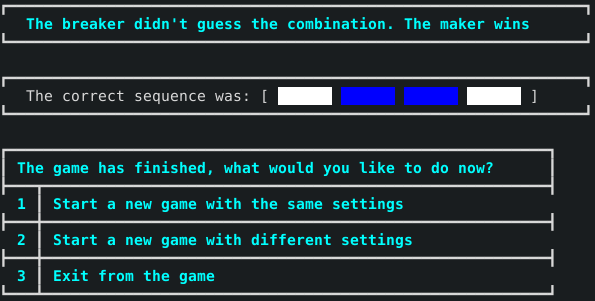 The breaker didn't guess the combination. The maker wins
The correct sequence was: [ ]
The game has finished, what would you like to do now?
1 Start a new game with the same settings
2 Start a new game with different settings
3 Exit from the game